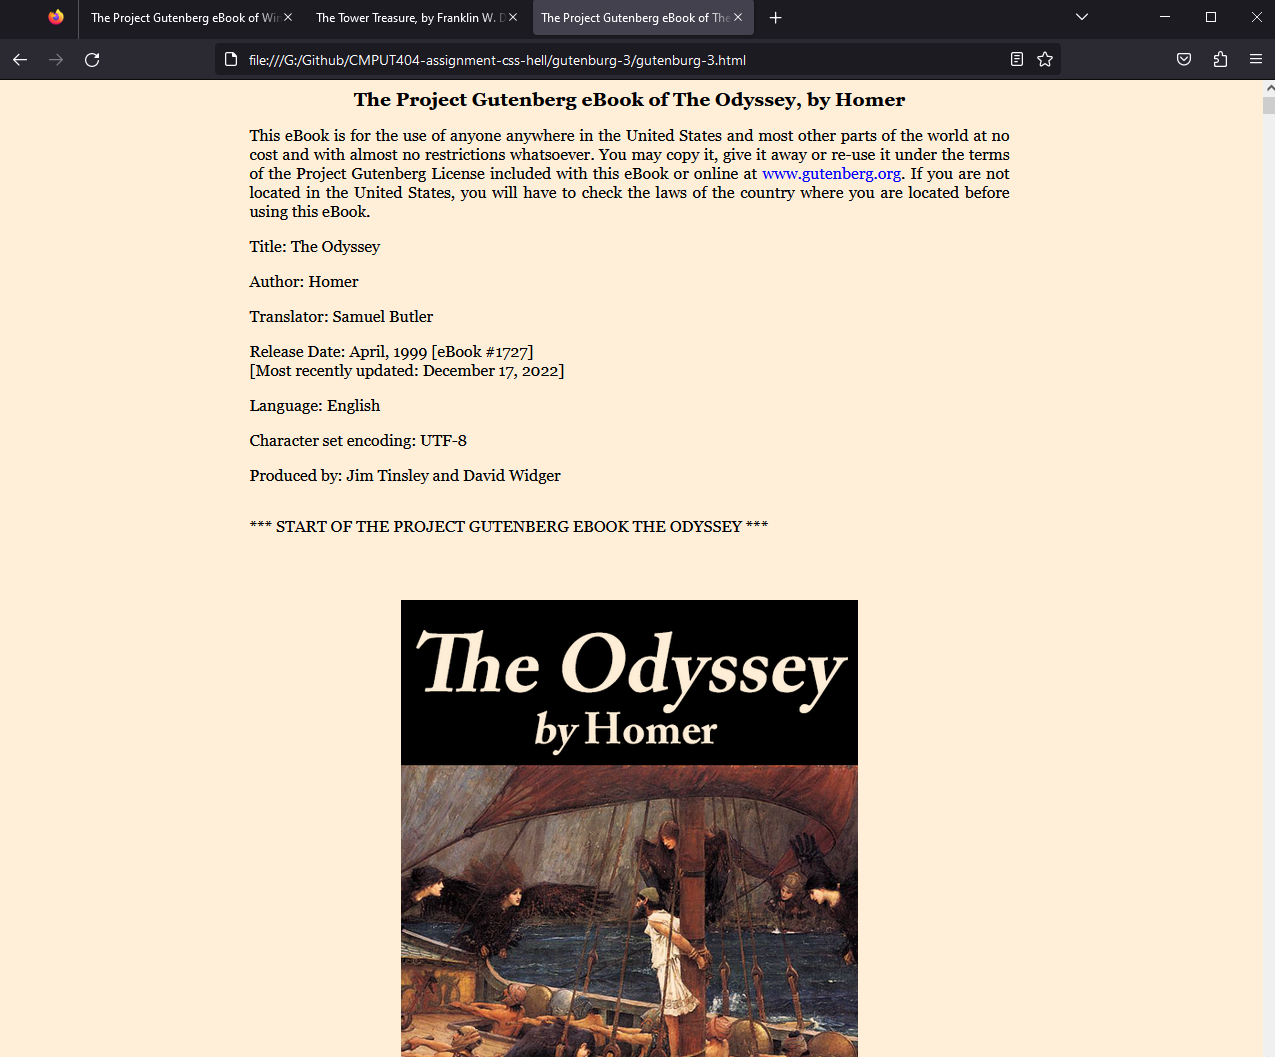 The Project Gutenberg eBook of Win
The Tower Treasure, by Franklin W. D
The Project Gutenberg eBook of The
file:///G:/Github/CMPUT404-assignment-css-hell/gutenburg-3/gutenburg-3.html
The Project Gutenberg eBook of The Odyssey, by Homer
This eBook is for the use of anyone anywhere in the United States and most other parts of the world at no
cost and with almost no restrictions whatsoever. You may copy it, give it away or re-use it under the terms
of the Project Gutenberg License included with this eBook or online at www.gutenberg.org. If you are not
located in the United States, you will have to check the laws of the country where you are located before
using this eBook.
Title: The Odyssey
Author: Homer
Translator: Samuel Butler
Release Date: April, 1999 [eBook #1727]
[Most recently updated: December 17, 2022]
Language: English
Character set encoding: UTF-8
Produced by: Jim Tinsley and David Widger
*** START OF THE PROJECT GUTENBERG EBOOK THE ODYSSEY ***
The Odyssey
by Homer